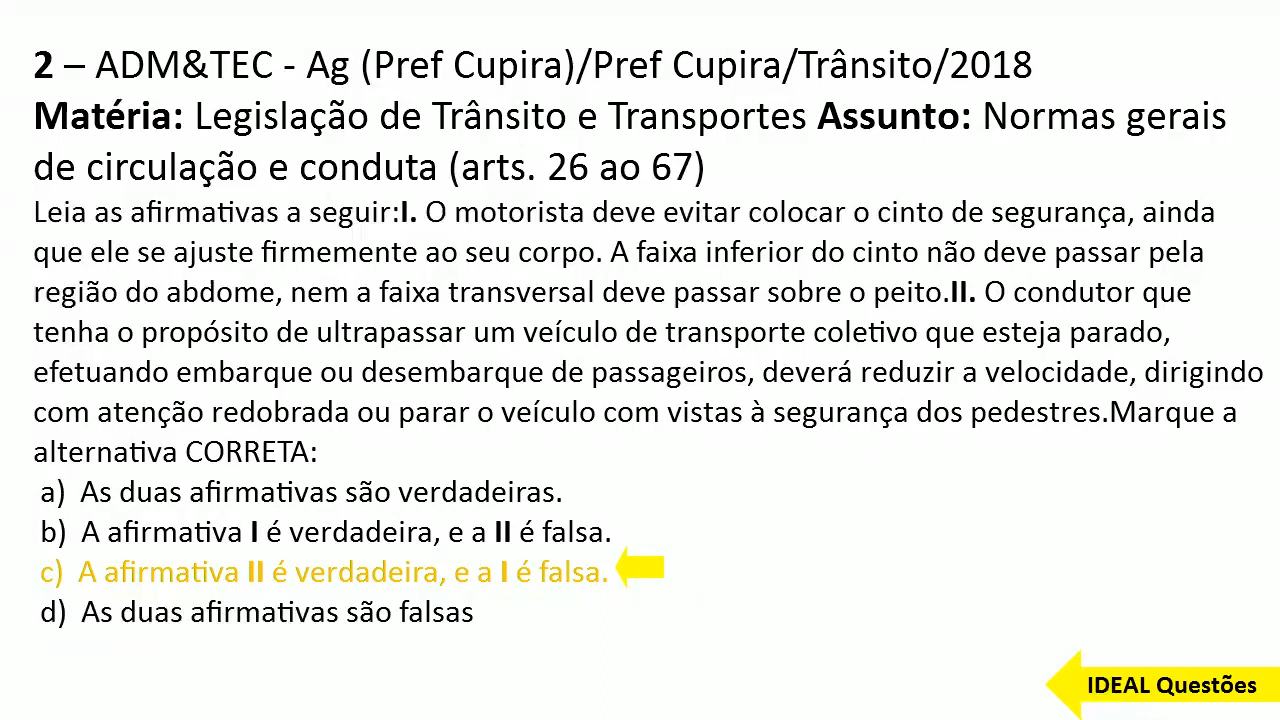 2 – ADM&TEC - Ag (Pref Cupira)/Pref Cupira/Trânsito/2018
Matéria: Legislação de Trânsito e Transportes Assunto: Normas gerais
de circulação e conduta (arts. 26 ao 67)
Leia as afirmativas a seguir:I. O motorista deve evitar colocar o cinto de segurança, ainda
que ele se ajuste firmemente ao seu corpo. A faixa inferior do cinto não deve passar pela
região do abdome, nem a faixa transversal deve passar sobre o peito.II. O condutor que
tenha o propósito de ultrapassar um veículo de transporte coletivo que esteja parado,
efetuando embarque ou desembarque de passageiros, deverá reduzir a velocidade, dirigindo
com atenção redobrada ou parar o veículo com vistas à segurança dos pedestres.Marque a
alternativa CORRETA:
a) As duas afirmativas são verdadeiras.
b) A afirmativa I é verdadeira, e a II é falsa.
c) A afirmativa II é verdadeira, e a I é falsa.
d) As duas afirmativas são falsas
IDEAL Questões